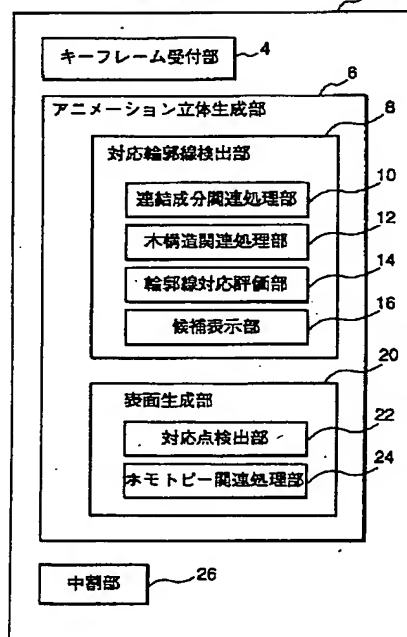 キーフレーム受付部
4
6
アニメーション立体生成部
8
対応輪郭線検出部
10
連結成分関連処理部
12
木構造関連処理部
14
輪郭線対応評価部
16
候補表示部
20
表面生成部
22
対応点検出部
24
ホモトピー関連処理部
中割部
26